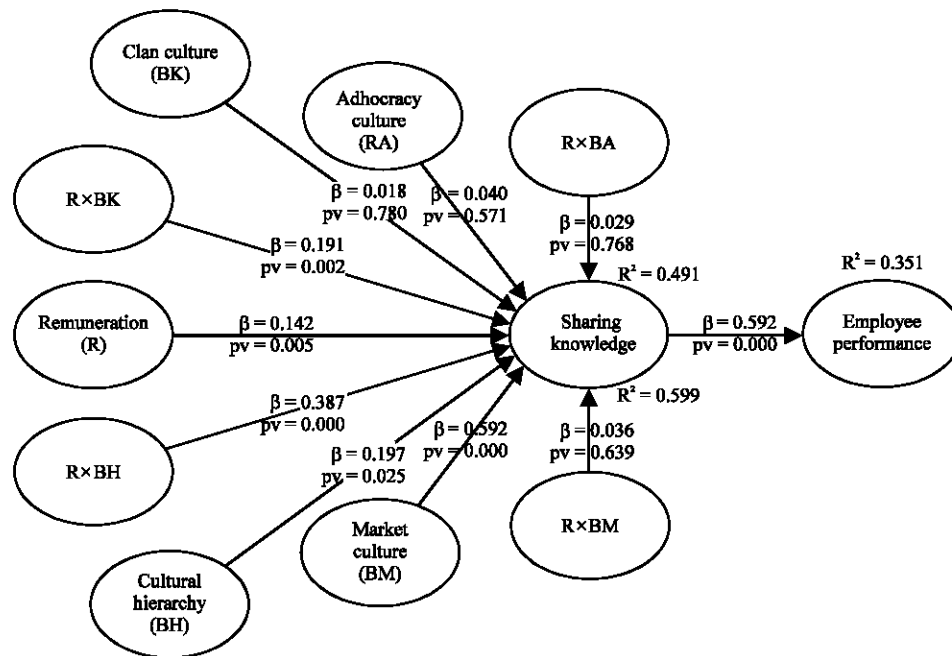 Clan culture
(BK)
Adhocracy
culture
(RA)
R×BA
R×BK
β = 0.018
pv = 0.780
β = 0.040
pv = 0.571
β = 0.029
pv = 0.768
β = 0.191
pv = 0.002
R² = 0.491
R² = 0.351
Remuneration
(R)
β = 0.142
pv = 0.005
Sharing
knowledge
β = 0.592
pv = 0.000
Employee
performance
R² = 0.599
β = 0.387
pv = 0.000
R×BH
β = 0.197
pv = 0.025
β = 0.592
pv = 0.000
β = 0.036
pv = 0.639
R×BM
Market
culture
(BM)
Cultural
hierarchy
(BH)